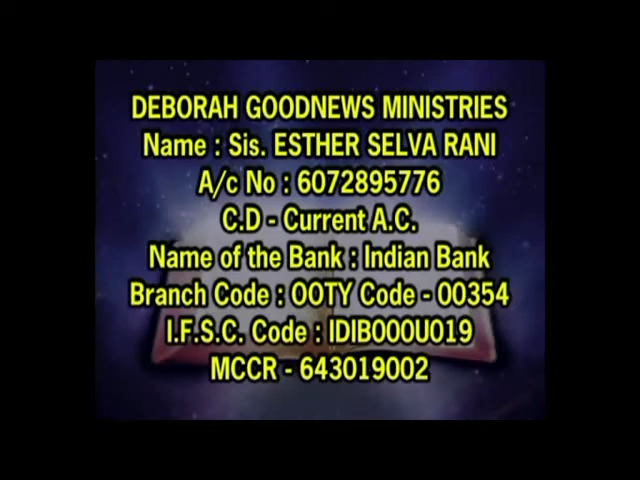 DEBORAH GOODNEWS MINISTRIES
Name : Sis. ESTHER SELVA RANI
A/c No : 6072895776
C.D - Current A.C.
Name of the Bank : Indian Bank
Branch Code : OOTY Code - 00354
I.F.S.C. Code : IDIB000U019
MCCR - 643019002